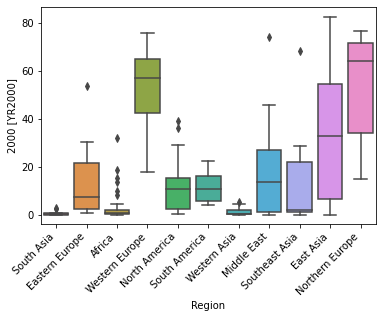 80
60
40
20
0
2000 [YR2000]
South Asia
Eastern Europe
Africa
Western Europe
North America
South America
Western Asia
Middle East
Southeast Asia
East Asia
Northern Europe
Region